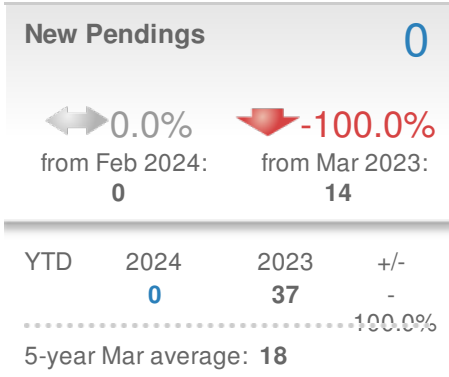 New Pendings 0
0.0% -100.0%
from Feb 2024: from Mar 2023:
0 14
YTD 2024 2023 +/-
0 37 -
100.0%
5-year Mar average: 18